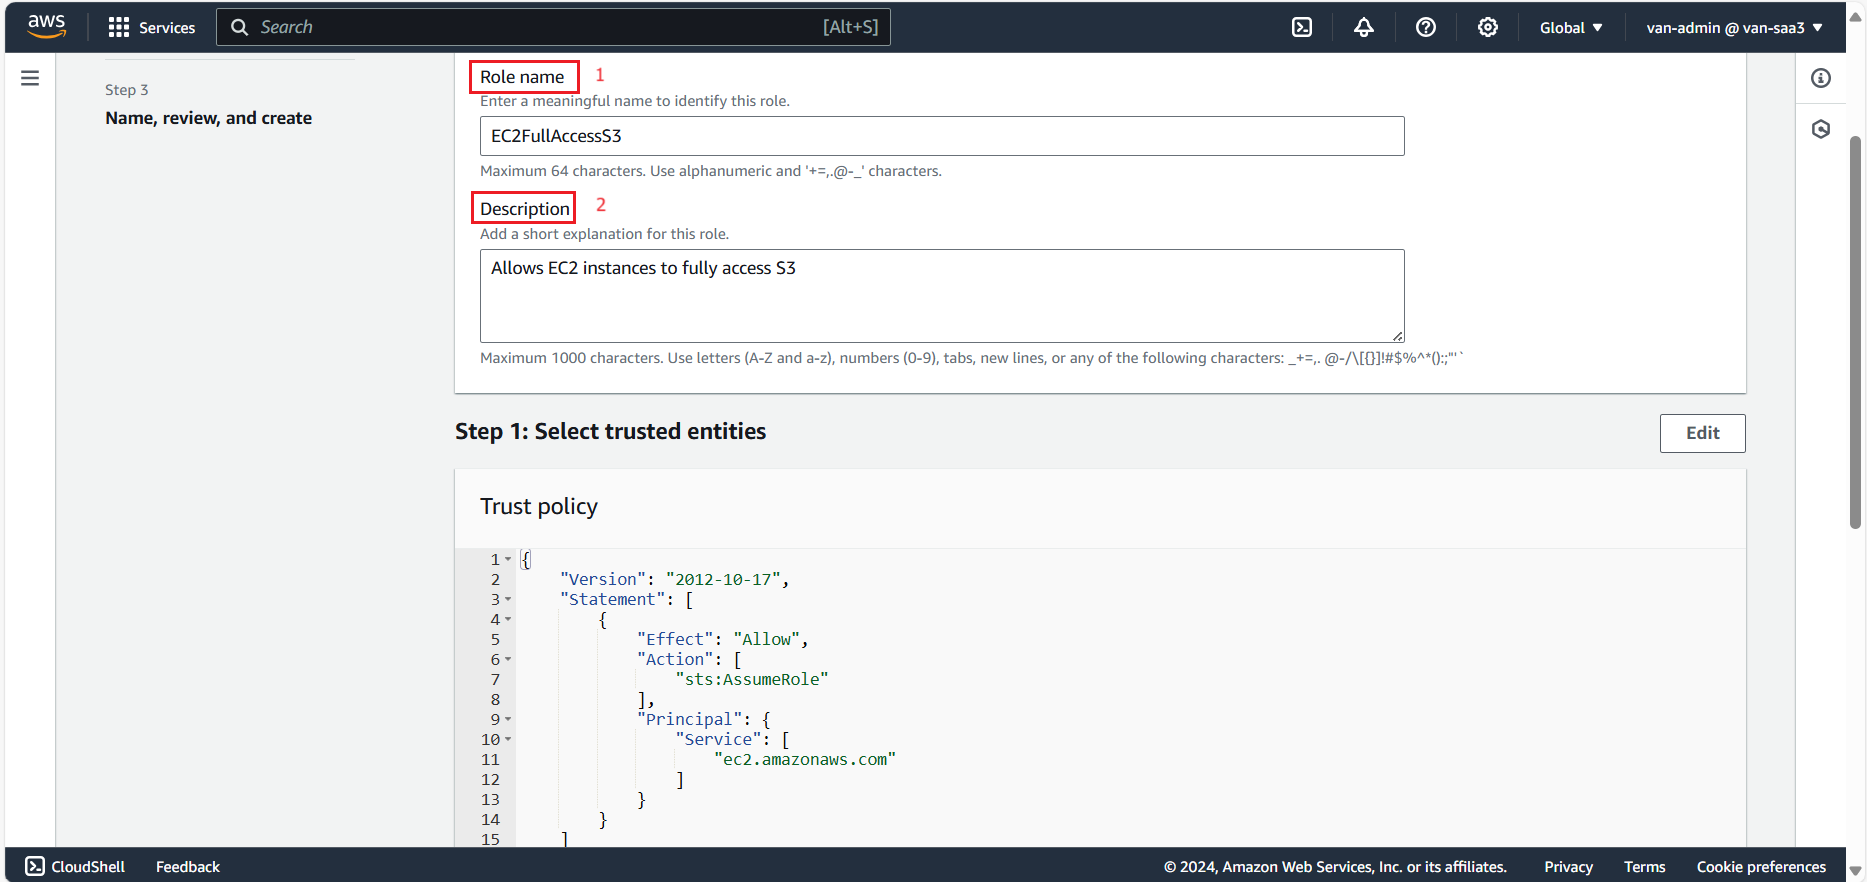 aws
Services
Search [Alt+S]
Global
van-admin @ van-saa3
Step 3
Name, review, and create
Role name 1
Enter a meaningful name to identify this role.
EC2FullAccessS3
Maximum 64 characters. Use alphanumeric and '+=,.@-_' characters.
Description 2
Add a short explanation for this role.
Allows EC2 instances to fully access S3
Maximum 1000 characters. Use letters (A-Z and a-z), numbers (0-9), tabs, new lines, or any of the following characters: _+=,. @-/\[{}]!#$%^*():;"'`
Step 1: Select trusted entities
Edit
Trust policy
1 {
2 "Version": "2012-10-17",
3 "Statement": [
4 {
5 "Effect": "Allow",
6 "Action": [
7 "sts:AssumeRole"
8 ],
9 "Principal": {
10 "Service": [
11 "ec2.amazonaws.com"
12 ]
13 }
14 }
15 ]
CloudShell Feedback © 2024, Amazon Web Services, Inc. or its affiliates. Privacy Terms Cookie preferences